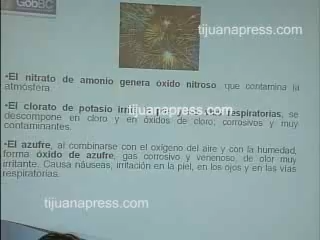 GobBC
tijuanapress.com
•El nitrato de amonio genera óxido nitroso, que contamina la
atmósfera.
•El clorato de potasio irrita
tijuanapress.com
respiratorias, se
descompone en cloro y en óxidos de cloro, corrosivos y muy
contaminantes.
•El azufre, al combinarse con el oxígeno del aire y con la humedad,
forma óxido de azufre, gas corrosivo y venenoso, de olor muy
irritante. Causa náuseas, irritación en la piel, en los ojos y en las vías
respiratorias.
tijuanapress.com